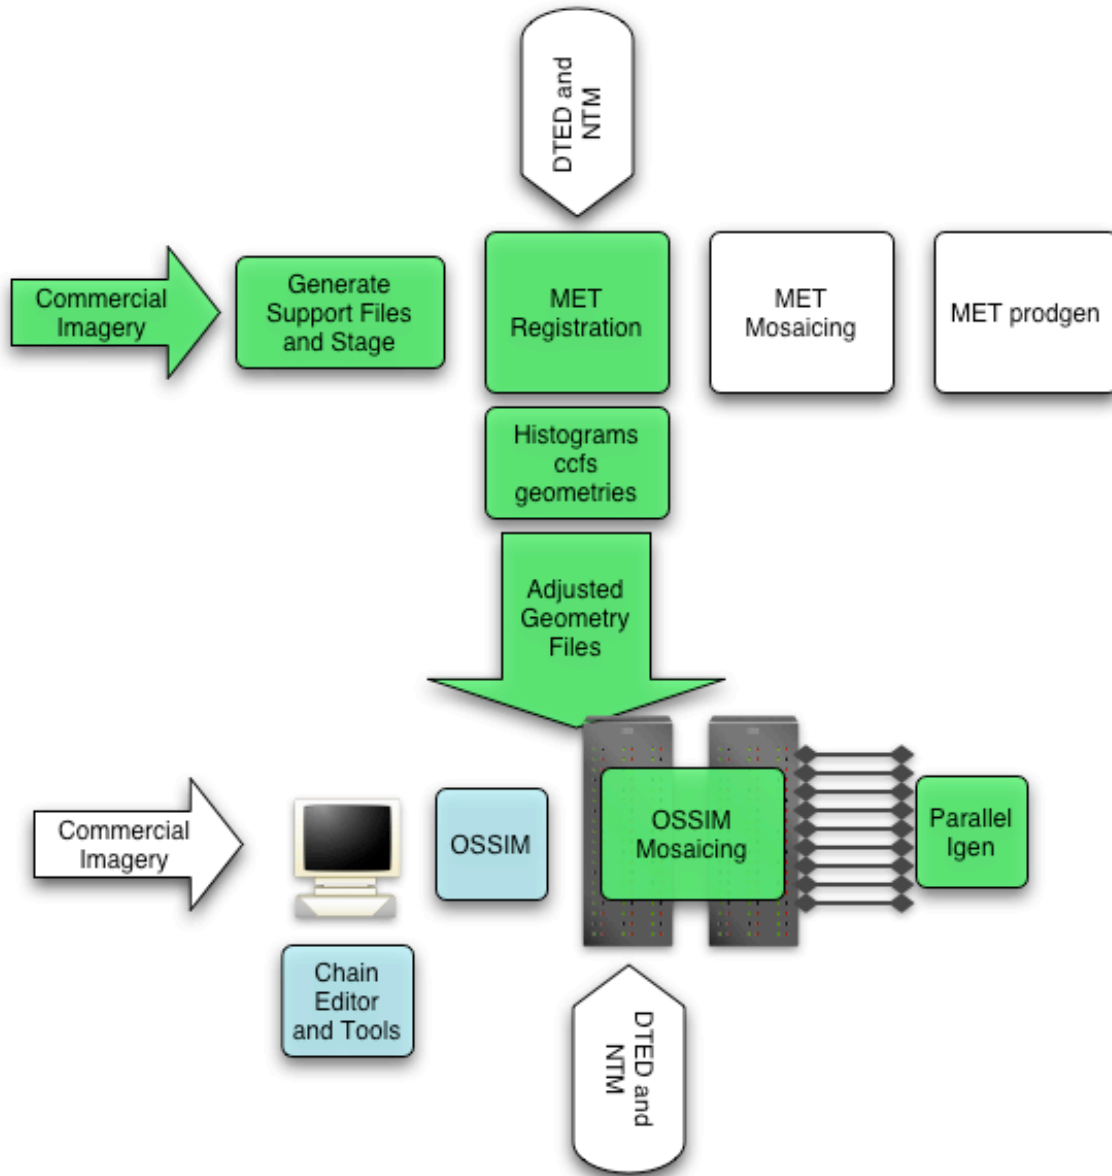 DTED and
NTM
Commercial
Imagery
Generate
Support Files
and Stage
MET
Registration
MET
Mosaicing
MET prodgen
Histograms
ccfs
geometries
Adjusted
Geometry
Files
Commercial
Imagery
OSSIM
OSSIM
Mosaicing
Parallel
Igen
Chain
Editor
and Tools
DTED and
NTM